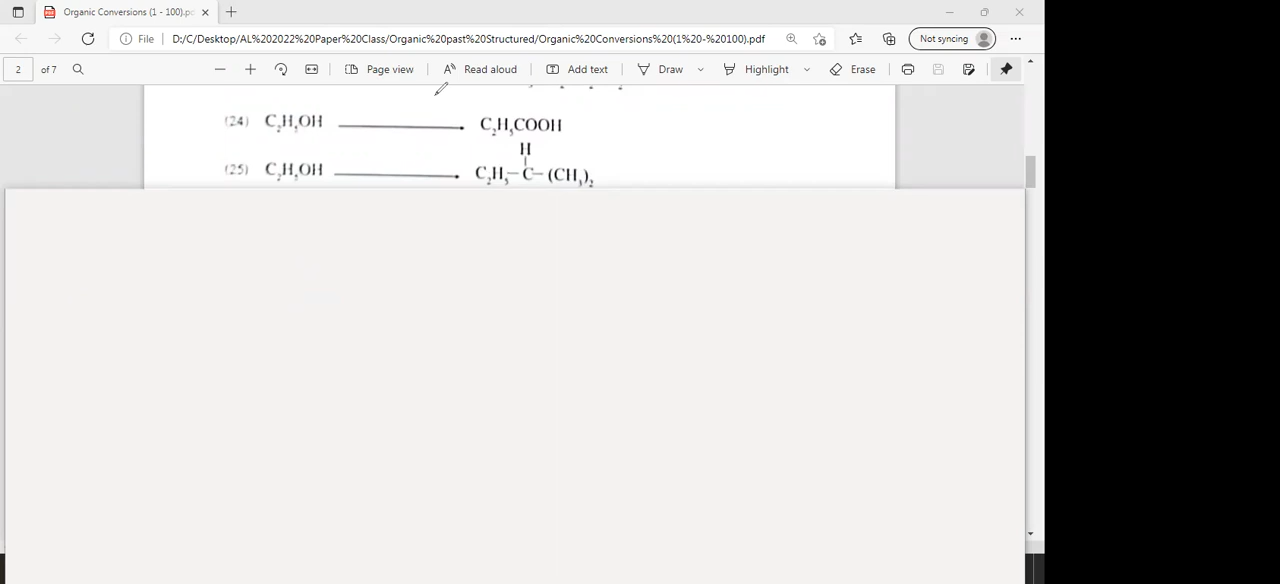 Organic Conversions (1 - 100).pc
File
D:/C/Desktop/AL%202022%20Paper%20Class/Organic%20past%20Structured/Organic%20Conversions%20(1%20-%20100).pdf
Not syncing
2 of 7
Page view
Read aloud
Add text
Draw
Highlight
Erase
(24) C₂H₅OH ⟶ C₂H₅COOH
H
(25) C₂H₅OH ⟶ C₂H₅–C–(CH₃)₂